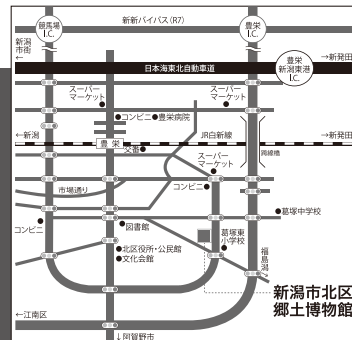 新新バイパス(R7)
競馬場
I.C.
豊栄
I.C.
新潟
市街
←
→新発田
豊栄
新潟東港
I.C.
日本海東北自動車道
スーパー
マーケット
スーパー
マーケット
コンビニ
豊栄病院
←新潟
JR白新線
→新発田
豊 栄
交番
跨線橋
スーパー
マーケット
コンビニ
市場通り
葛塚中学校
コンビニ
図書館
葛塚東
小学校
北区役所・公民館
文化会館
福島潟
新潟市北区
郷土博物館
←江南区
↓阿賀野市